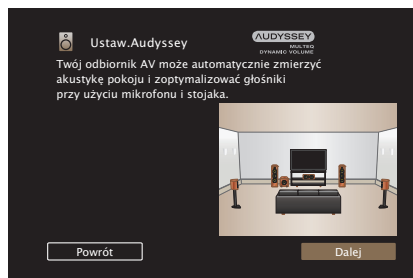 Ustaw.Audyssey
AUDYSSEY
MULTEQ
DYNAMIC VOLUME
Twój odbiornik AV może automatycznie zmierzyć
akustykę pokoju i zoptymalizować głośniki
przy użyciu mikrofonu i stojaka.
Powrót
Dalej